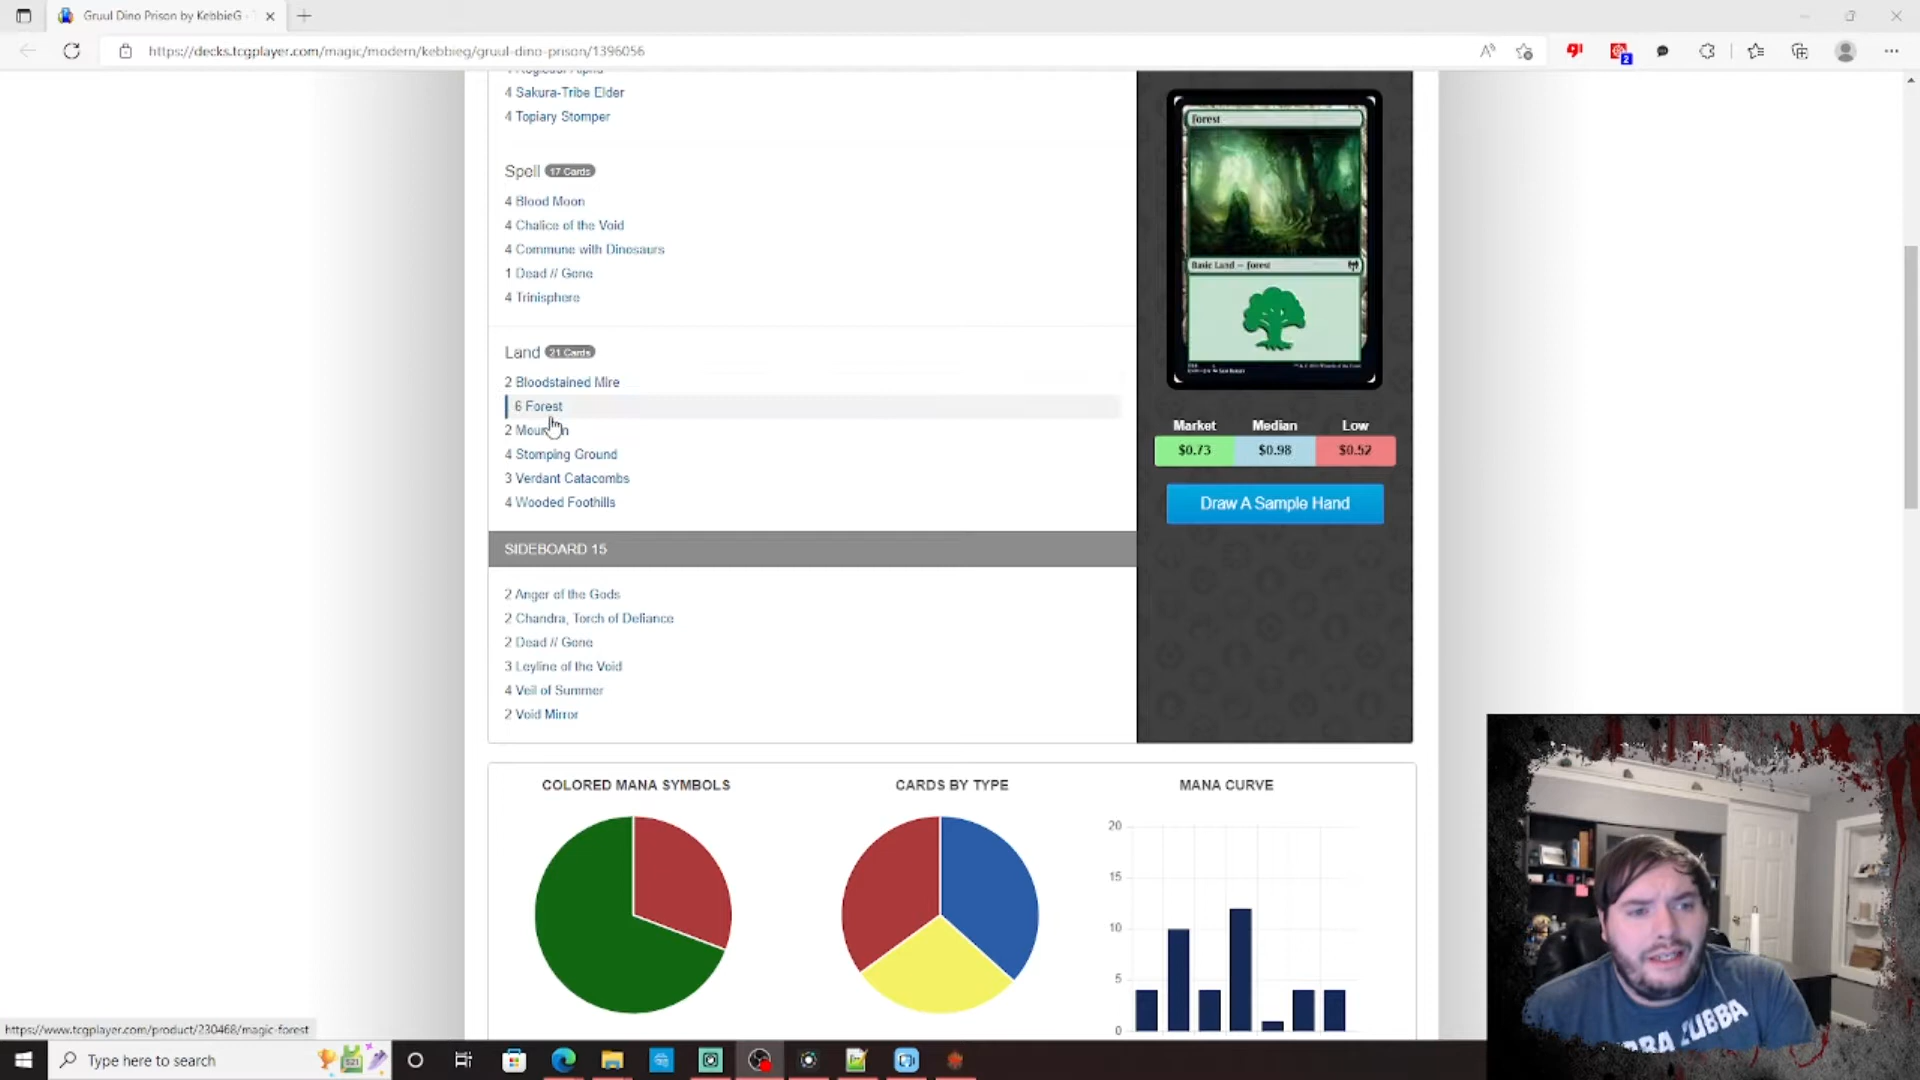 Gruul Dino Prison by KebbieG
https://decks.tcgplayer.com/magic/modern/kebbieg/gruul-dino-prison/1396056
2
4 Sakura-Tribe Elder
4 Topiary Stomper
Spell 17 Cards
4 Blood Moon
4 Chalice of the Void
4 Commune with Dinosaurs
1 Dead // Gone
4 Trinisphere
Land 21 Cards
2 Bloodstained Mire
6 Forest
2
4 Stomping Ground
3 Verdant Catacombs
4 Wooded Foothills
SIDEBOARD 15
2 Anger of the Gods
2 Chandra, Torch of Defiance
2 Dead // Gone
3 Leyline of the Void
4 Veil of Summer
2 Void Mirror
Forest
Basic Land — Forest
Market Median Low
$0.73 $0.98 $0.52
Draw A Sample Hand
COLORED MANA SYMBOLS
CARDS BY TYPE
MANA CURVE
20
15
10
5
0
https://www.tcgplayer.com/product/230468/magic-forest
Type here to search